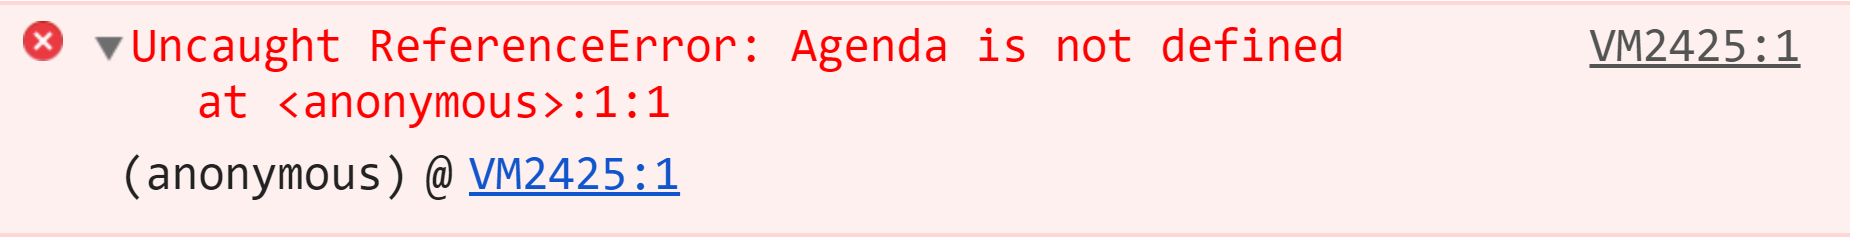 Uncaught ReferenceError: Agenda is not defined VM2425:1
at <anonymous>:1:1
(anonymous) @ VM2425:1